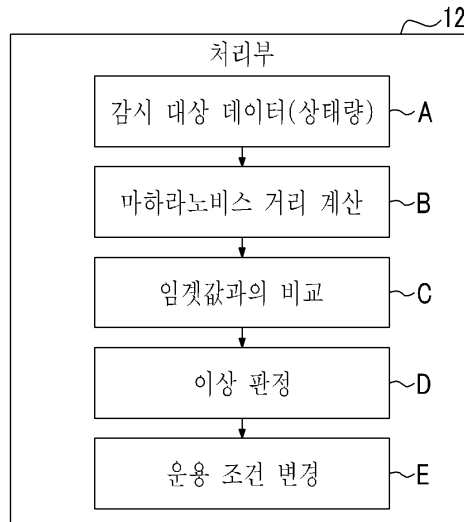 12
처리부
감시 대상 데이터(상태량)
A
마하라노비스 거리 계산
B
임곗값과의 비교
C
이상 판정
D
운용 조건 변경
E